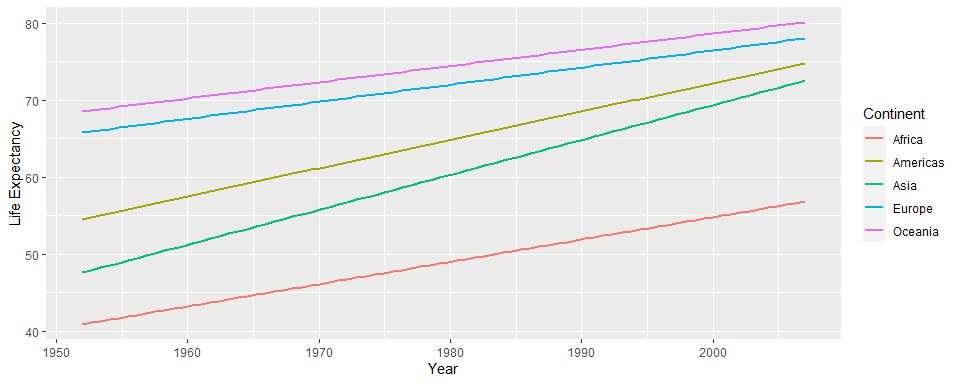 80
70
60
50
40
Life Expectancy
1950 1960 1970 1980 1990 2000
Year
Continent
Africa
Americas
Asia
Europe
Oceania